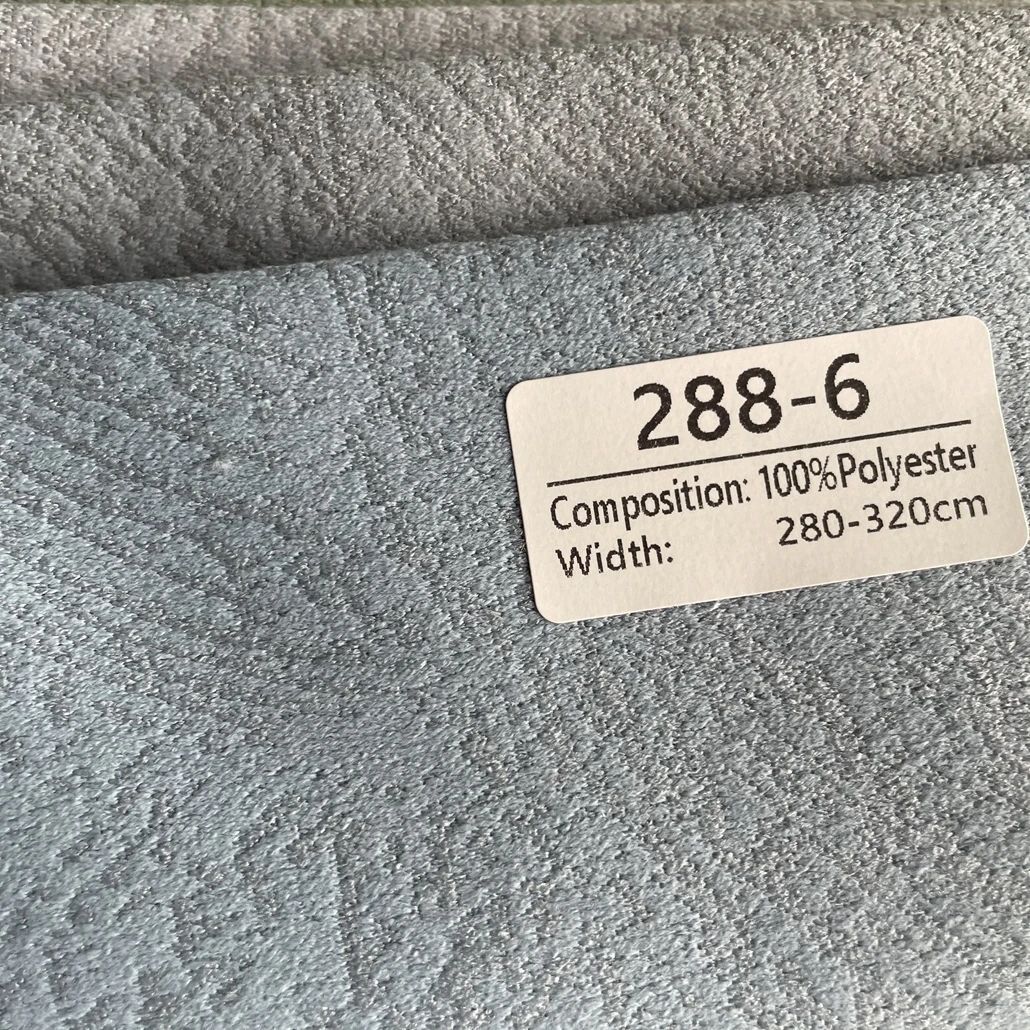 288-6
Composition: 100%Polyester
Width: 280-320cm